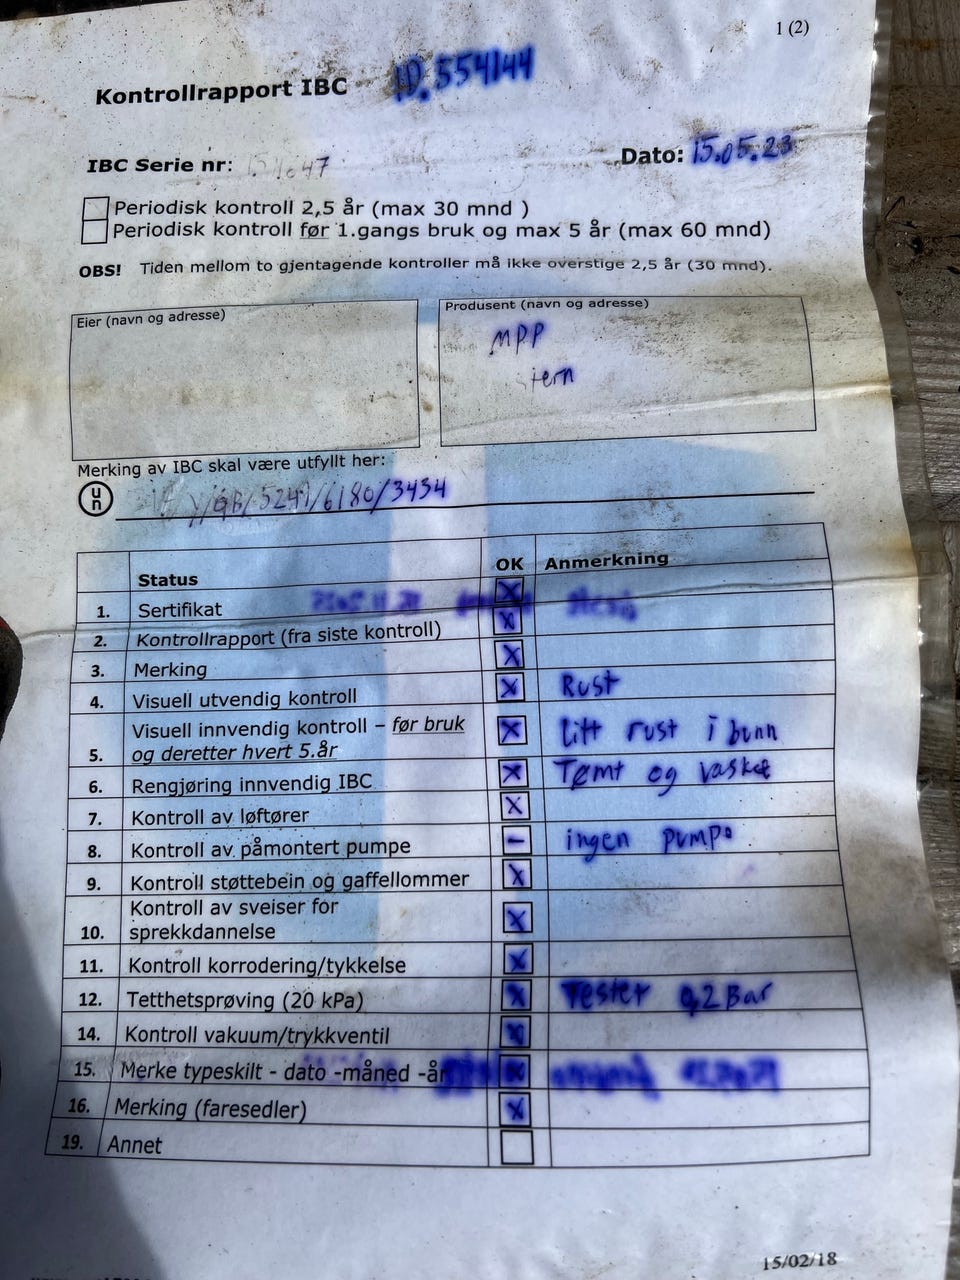 1 (2)
Kontrollrapport IBC ID. 554144
IBC Serie nr: Dato: 15.05.23
Periodisk kontroll 2,5 år (max 30 mnd )
Periodisk kontroll før 1.gangs bruk og max 5 år (max 60 mnd)
OBS! Tiden mellom to gjentagende kontroller må ikke overstige 2,5 år (30 mnd).
Eier (navn og adresse)
Produsent (navn og adresse)
MPP
Merking av IBC skal være utfyllt her:
un Y/GB/5241/6180/3434
Status OK Anmerkning
1. Sertifikat X
2. Kontrollrapport (fra siste kontroll) X
3. Merking X
4. Visuell utvendig kontroll X Rust
5. Visuell innvendig kontroll – før bruk
og deretter hvert 5.år X Litt rust i bunn
6. Rengjøring innvendig IBC X Tømt og vasket
7. Kontroll av løftører X
8. Kontroll av påmontert pumpe – ingen pumpe
9. Kontroll støttebein og gaffellommer X
10. Kontroll av sveiser for
sprekkdannelse X
11. Kontroll korrodering/tykkelse X
12. Tetthetsprøving (20 kPa) X Tester 0,2 Bar
14. Kontroll vakuum/trykkventil X
15. Merke typeskilt - dato -måned -år X
16. Merking (faresedler) X
19. Annet
15/02/18